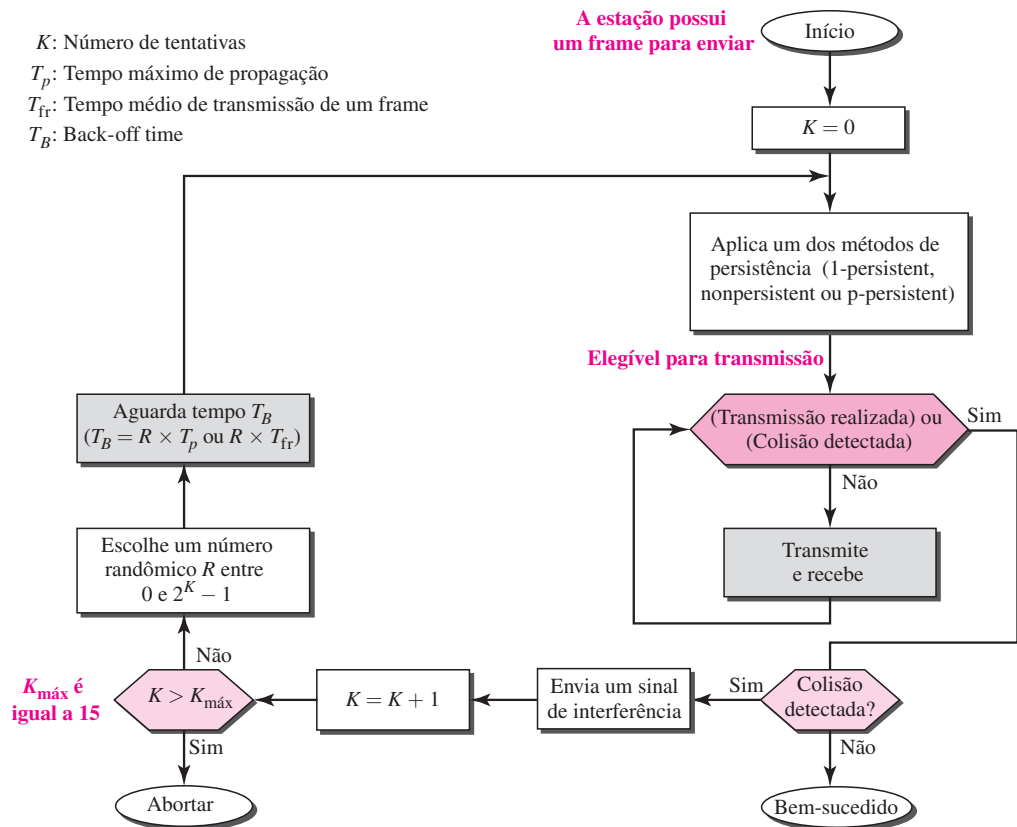 K: Número de tentativas
T_p: Tempo máximo de propagação
T_fr: Tempo médio de transmissão de um frame
T_B: Back-off time
A estação possui
um frame para enviar
Início
K = 0
Aplica um dos métodos de
persistência (1-persistent,
nonpersistent ou p-persistent)
Elegível para transmissão
(Transmissão realizada) ou
(Colisão detectada)
Sim
Não
Transmite
e recebe
Colisão
detectada?
Sim
Não
Bem-sucedido
Envia um sinal
de interferência
K = K + 1
K > K_máx
K_máx é
igual a 15
Sim
Abortar
Não
Escolhe um número
randômico R entre
0 e 2^K − 1
Aguarda tempo T_B
(T_B = R × T_p ou R × T_fr)